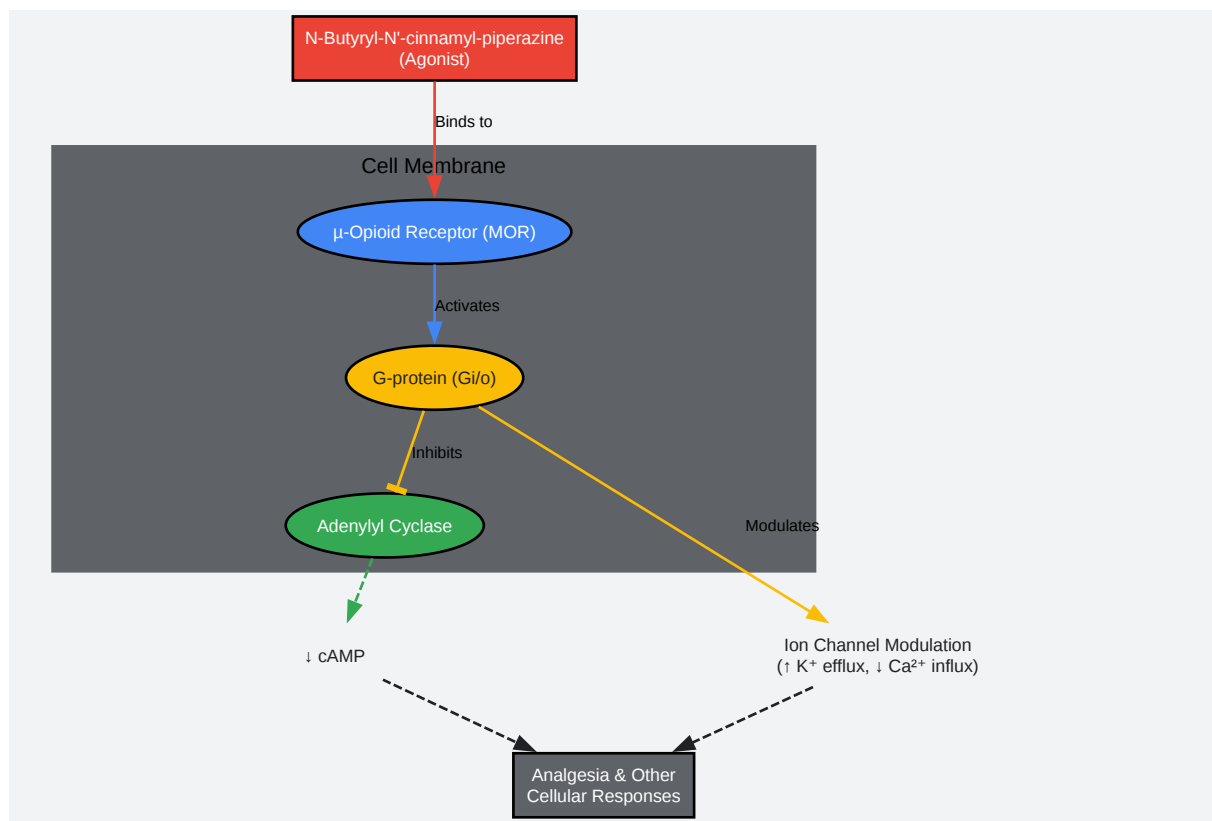 N-Butyryl-N'-cinnamyl-piperazine
(Agonist)
Binds to
Cell Membrane
µ-Opioid Receptor (MOR)
Activates
G-protein (Gi/o)
Inhibits
Adenylyl Cyclase
Modulates
↓ cAMP
Ion Channel Modulation
(↑ K⁺ efflux, ↓ Ca²⁺ influx)
Analgesia & Other
Cellular Responses